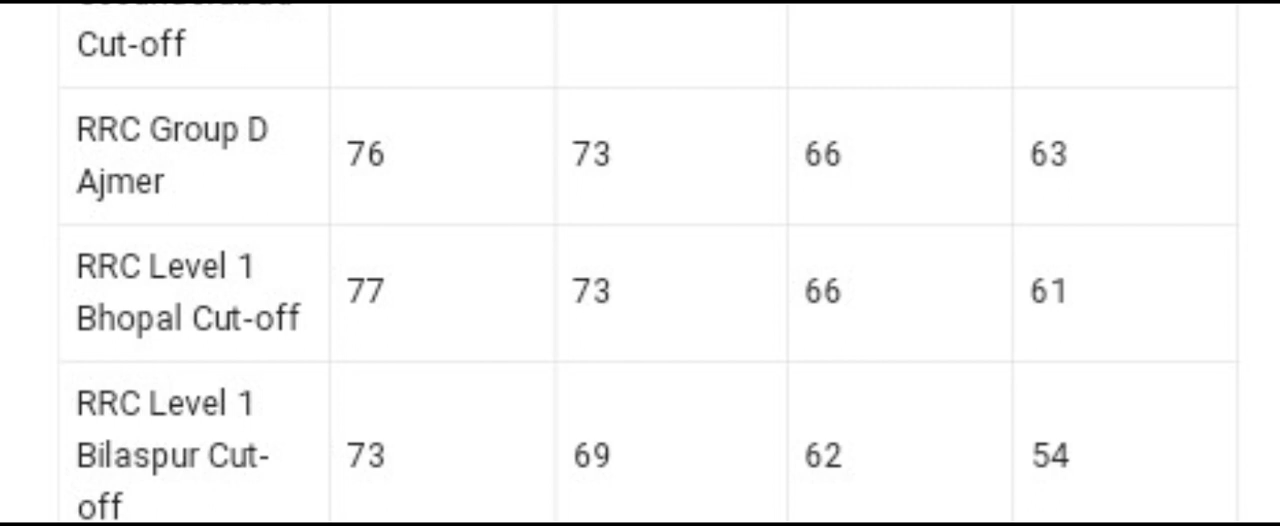 Cut-off
RRC Group D
Ajmer
76 73 66 63
RRC Level 1
Bhopal Cut-off
77 73 66 61
RRC Level 1
Bilaspur Cut-
off
73 69 62 54